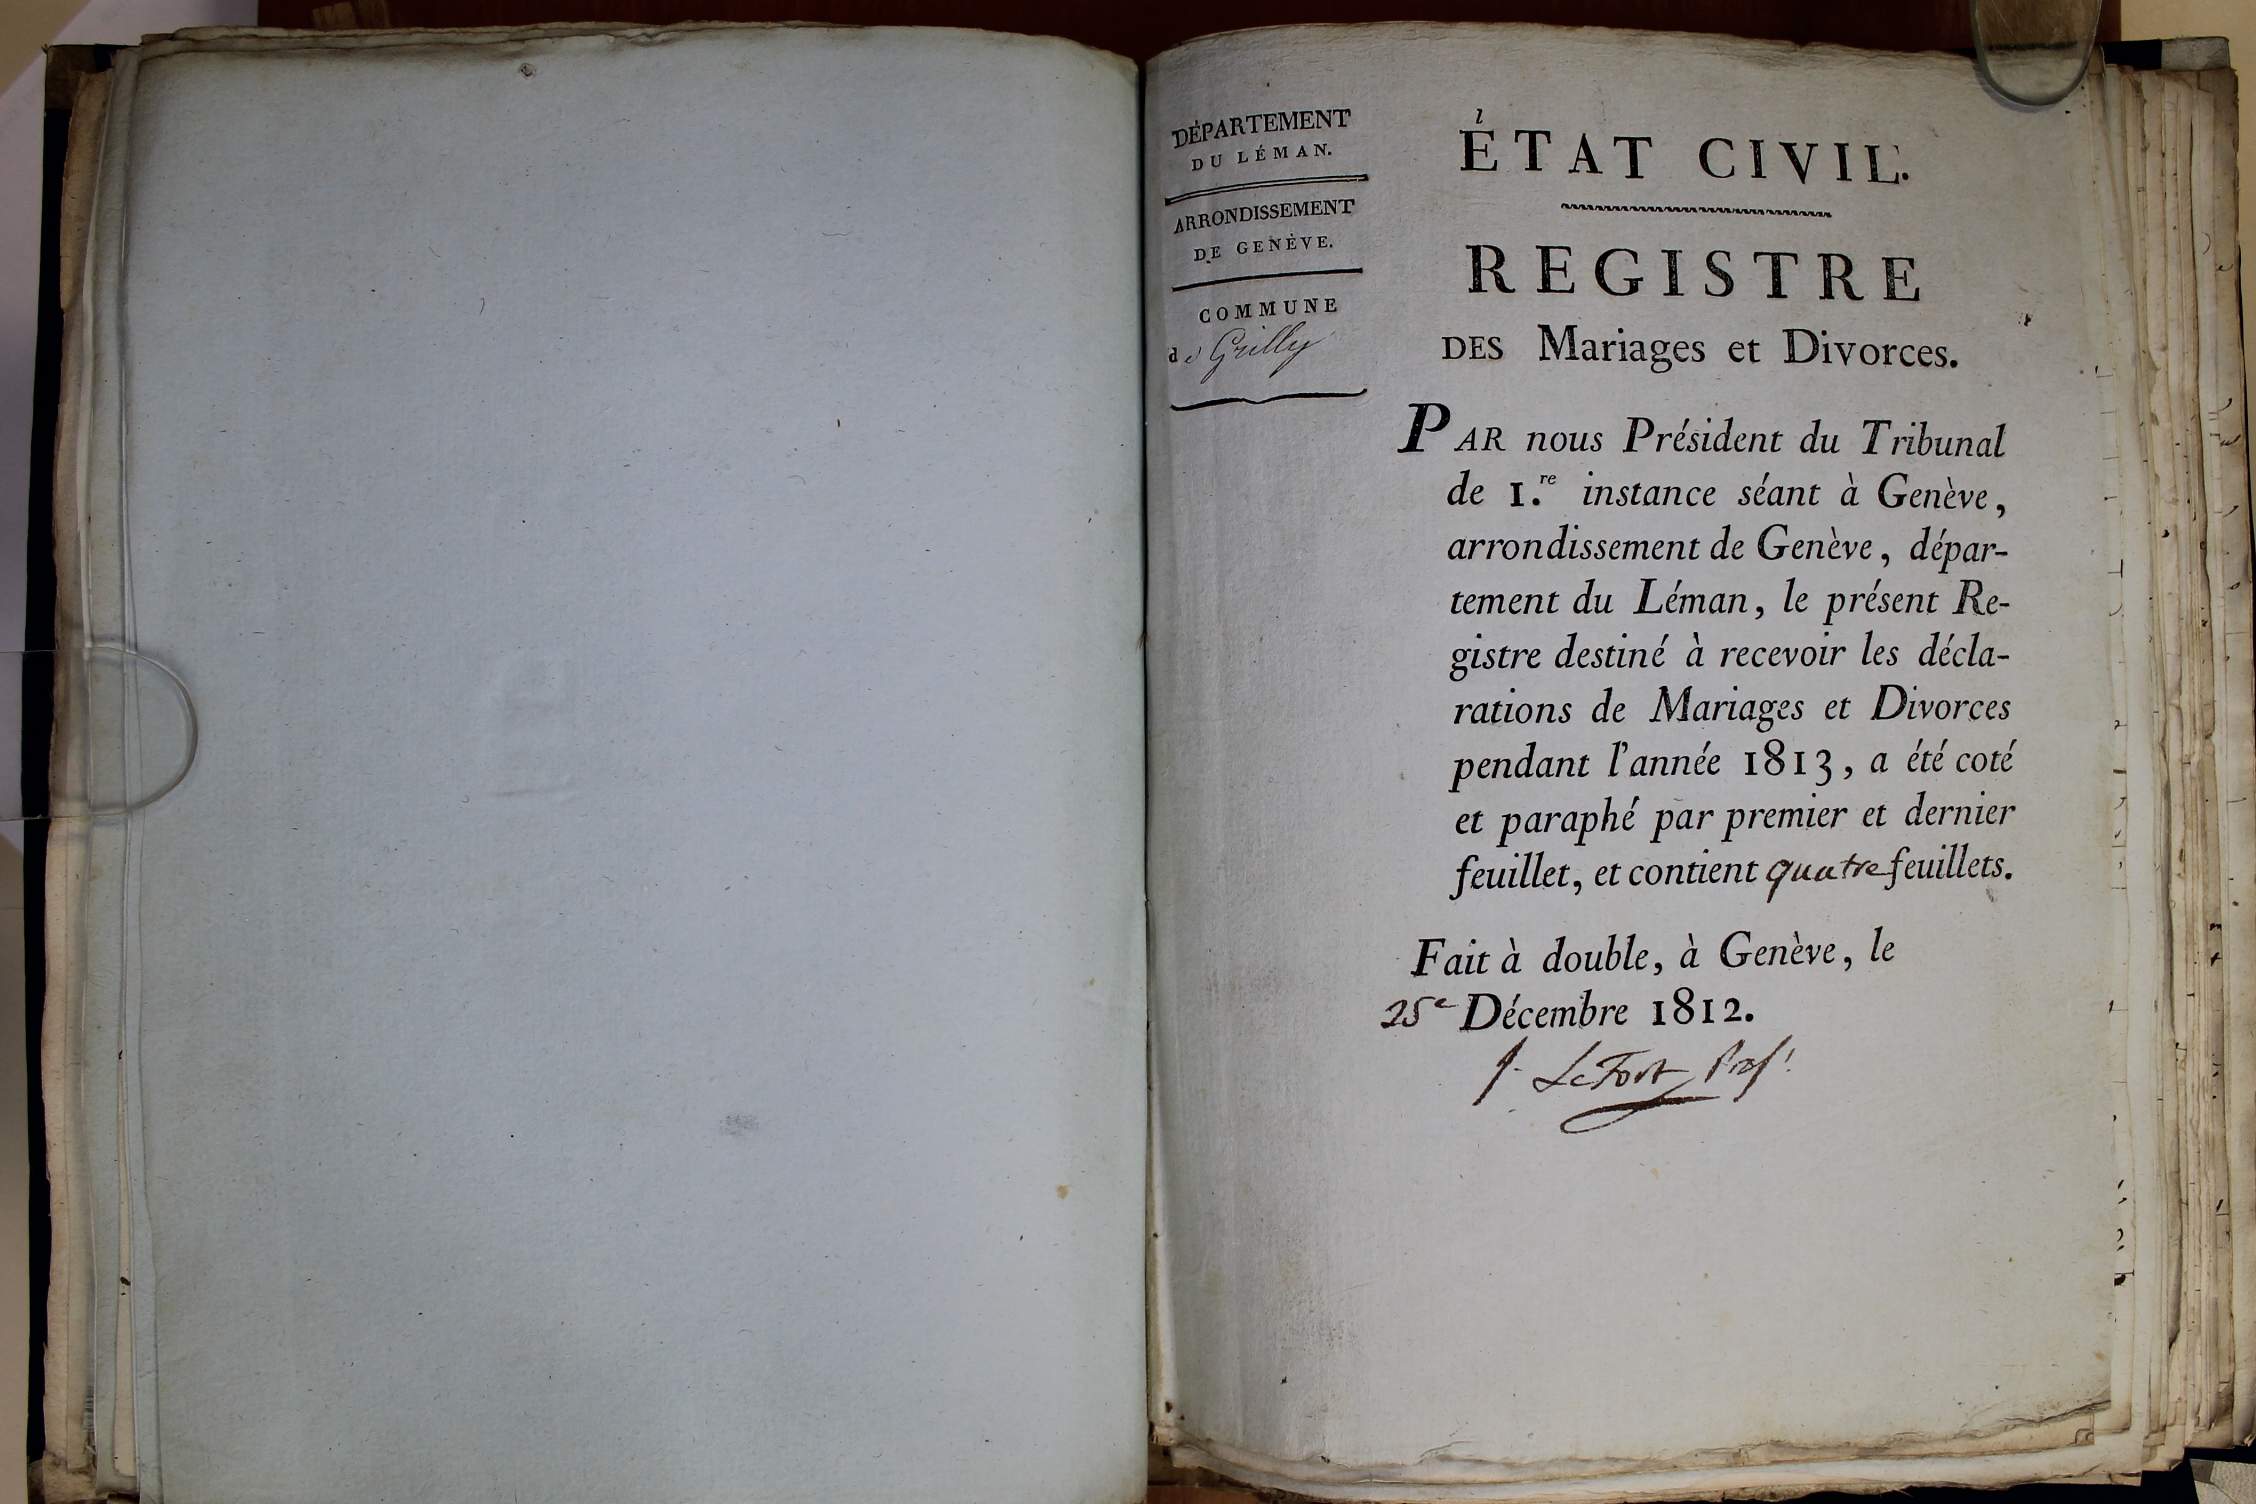 DÉPARTEMENT
DU LÉMAN.
ARRONDISSEMENT
DE GENÈVE.
COMMUNE
de Grilly
ÉTAT CIVIL.
REGISTRE
DES Mariages et Divorces.
PAR nous Président du Tribunal
de 1.re instance séant à Genève,
arrondissement de Genève, dépar-
tement du Léman, le présent Re-
gistre destiné à recevoir les décla-
rations de Mariages et Divorces
pendant l'année 1813, a été coté
et paraphé par premier et dernier
feuillet, et contient quatre feuillets.
Fait à double, à Genève, le
25e Décembre 1812.
J. LeFort